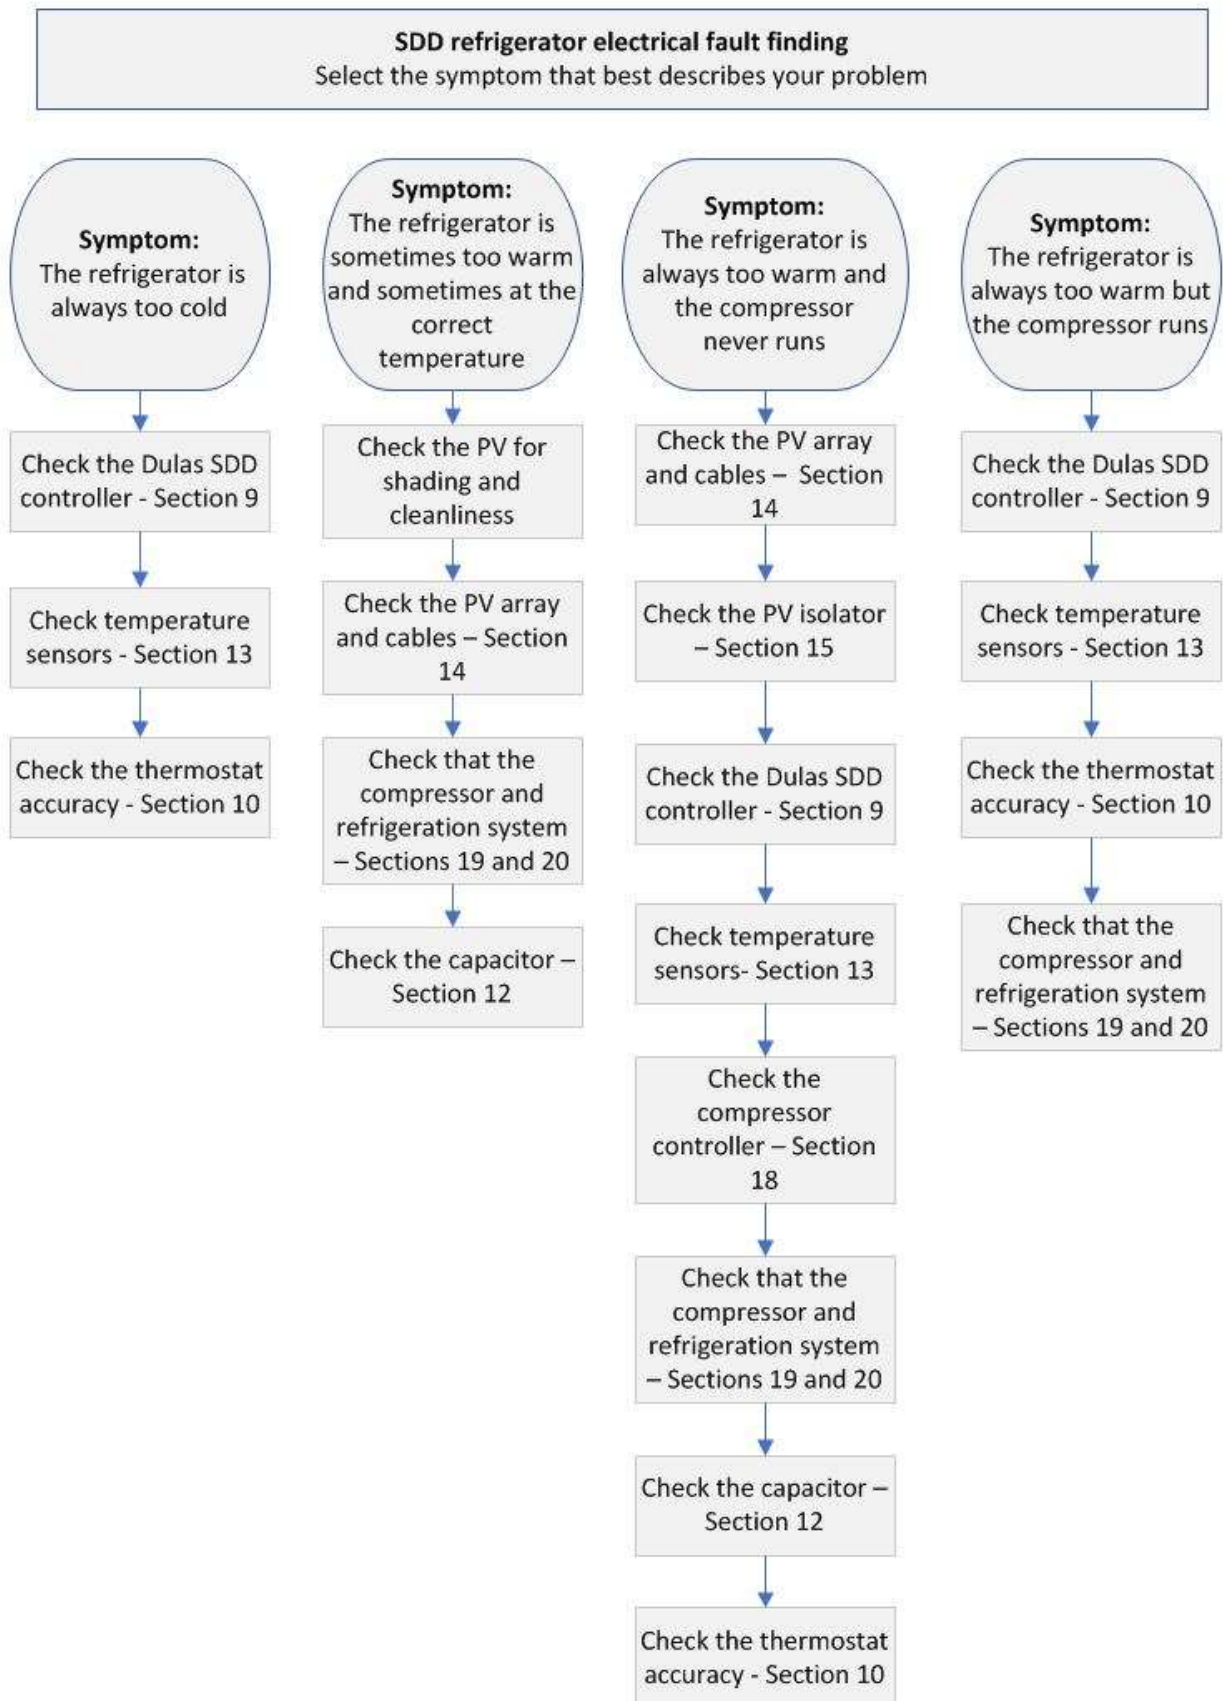 SDD refrigerator electrical fault finding
Select the symptom that best describes your problem
Symptom:
The refrigerator is
always too cold
Check the Dulas SDD
controller - Section 9
Check temperature
sensors - Section 13
Check the thermostat
accuracy - Section 10
Symptom:
The refrigerator is
sometimes too warm
and sometimes at the
correct
temperature
Check the PV for
shading and
cleanliness
Check the PV array
and cables – Section
14
Check that the
compressor and
refrigeration system
– Sections 19 and 20
Check the capacitor –
Section 12
Symptom:
The refrigerator is
always too warm and
the compressor
never runs
Check the PV array
and cables – Section
14
Check the PV isolator
– Section 15
Check the Dulas SDD
controller - Section 9
Check temperature
sensors- Section 13
Check the
compressor
controller – Section
18
Check that the
compressor and
refrigeration system
– Sections 19 and 20
Check the capacitor –
Section 12
Check the thermostat
accuracy - Section 10
Symptom:
The refrigerator is
always too warm but
the compressor runs
Check the Dulas SDD
controller - Section 9
Check temperature
sensors - Section 13
Check the thermostat
accuracy - Section 10
Check that the
compressor and
refrigeration system
– Sections 19 and 20